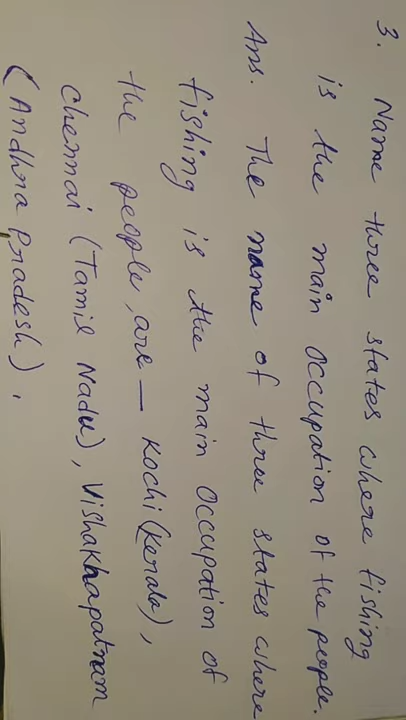 3. Name three states where fishing
is the main occupation of the people.
Ans. The name of three states where
fishing is the main occupation of
the people, are — Kochi (Kerala),
Chennai (Tamil Nadu), Vishakhapatnam
(Andhra Pradesh).